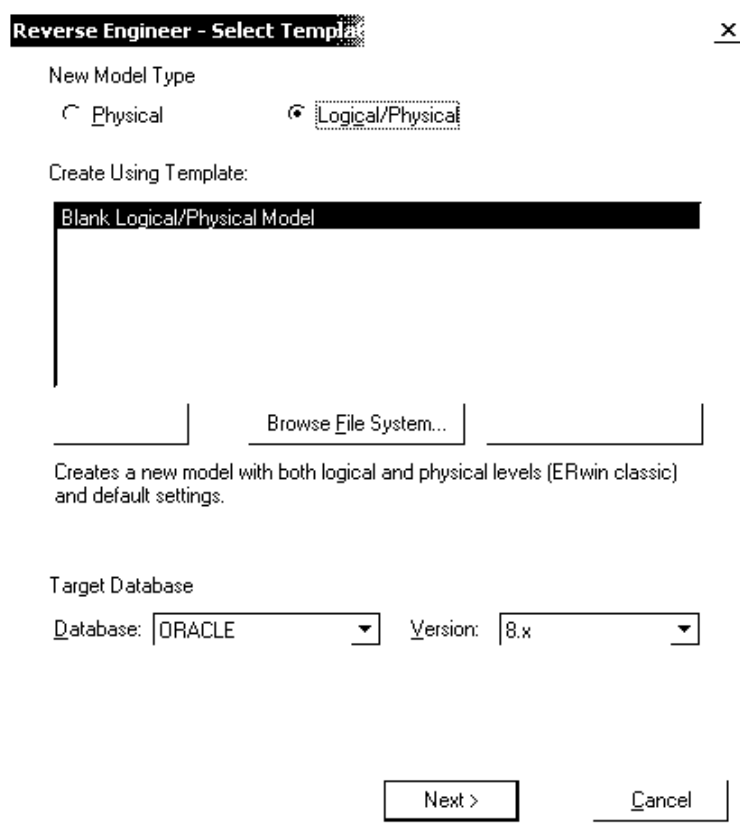 Reverse Engineer - Select Templa
New Model Type
Physical Logical/Physical
Create Using Template:
Blank Logical/Physical Model
Browse File System...
Creates a new model with both logical and physical levels (ERwin classic)
and default settings.
Target Database
Database: ORACLE Version: 8.x
Next > Cancel